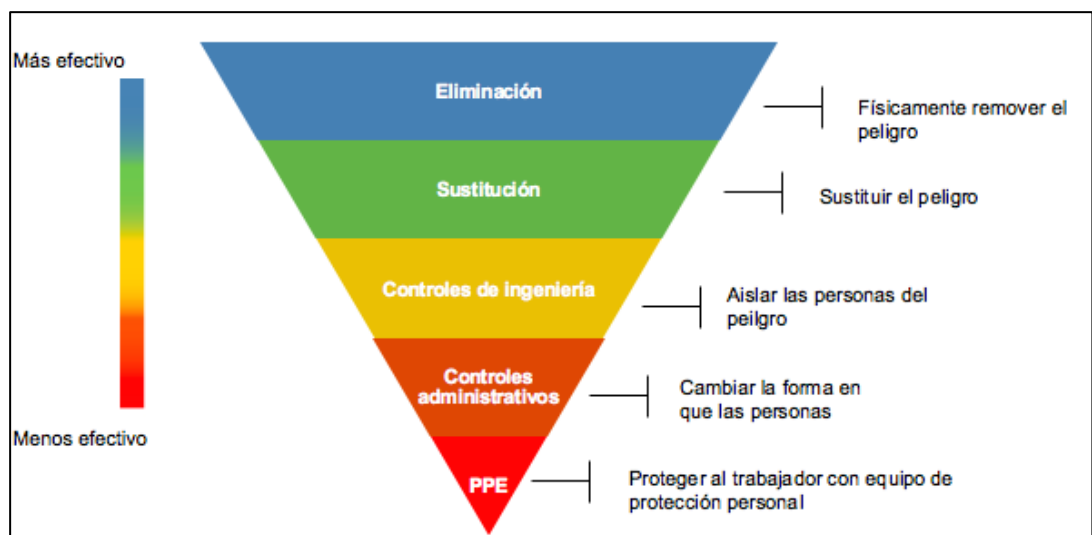 Más efectivo
Eliminación
Físicamente remover el
peligro
Sustitución
Sustituir el peligro
Controles de ingeniería
Aislar las personas del
peilgro
Controles
administrativos
Cambiar la forma en
que las personas
Menos efectivo
PPE
Proteger al trabajador con equipo de
protección personal